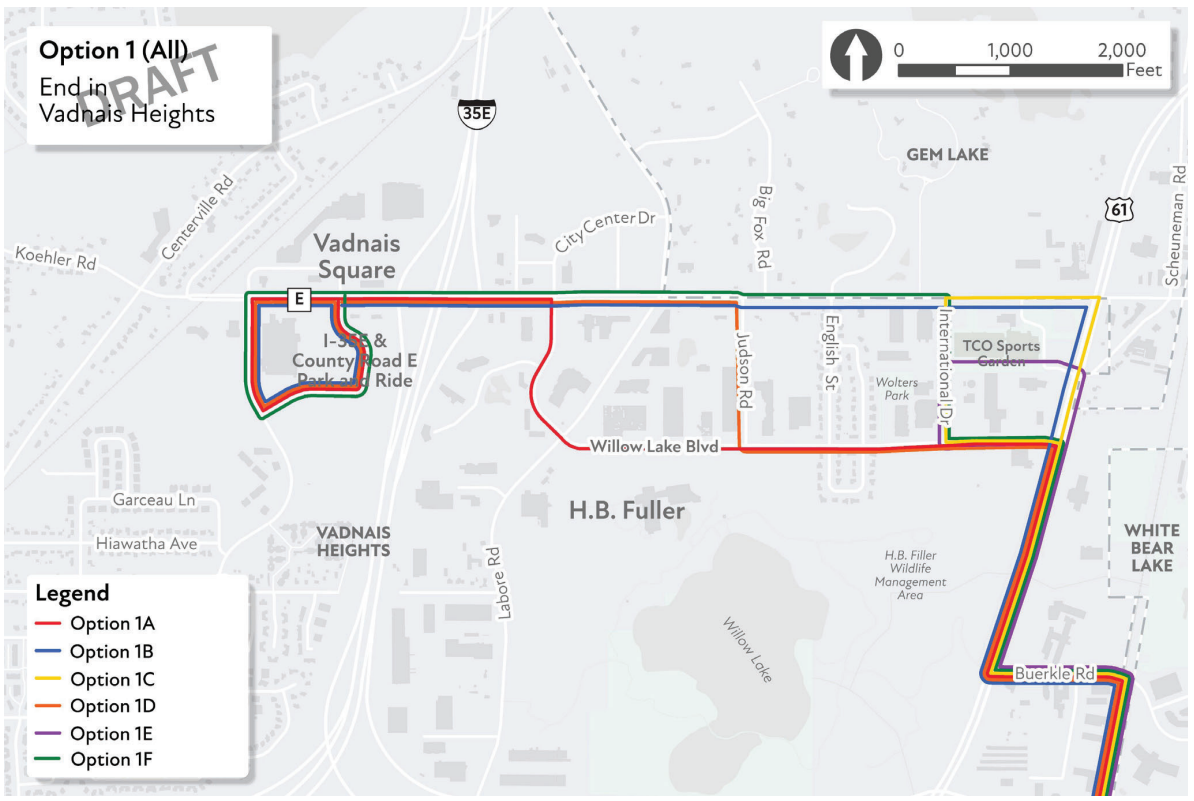 Option 1 (All)
End in
Vadnais Heights
DRAFT
0 1,000 2,000
Feet
35E
GEM LAKE
61
Scheuneman Rd
Centerville Rd
Koehler Rd
Vadnais
Square
City Center Dr
Big Fox Rd
E
I-35E &
County Road E
Park and Ride
Judson Rd
English St
Wolters
Park
International Dr
TCO Sports
Garden
Willow Lake Blvd
Garceau Ln
Hiawatha Ave
VADNAIS
HEIGHTS
Labore Rd
H.B. Fuller
H.B. Filler
Wildlife
Management
Area
WHITE
BEAR
LAKE
Willow Lake
Buerkle Rd
Legend
Option 1A
Option 1B
Option 1C
Option 1D
Option 1E
Option 1F